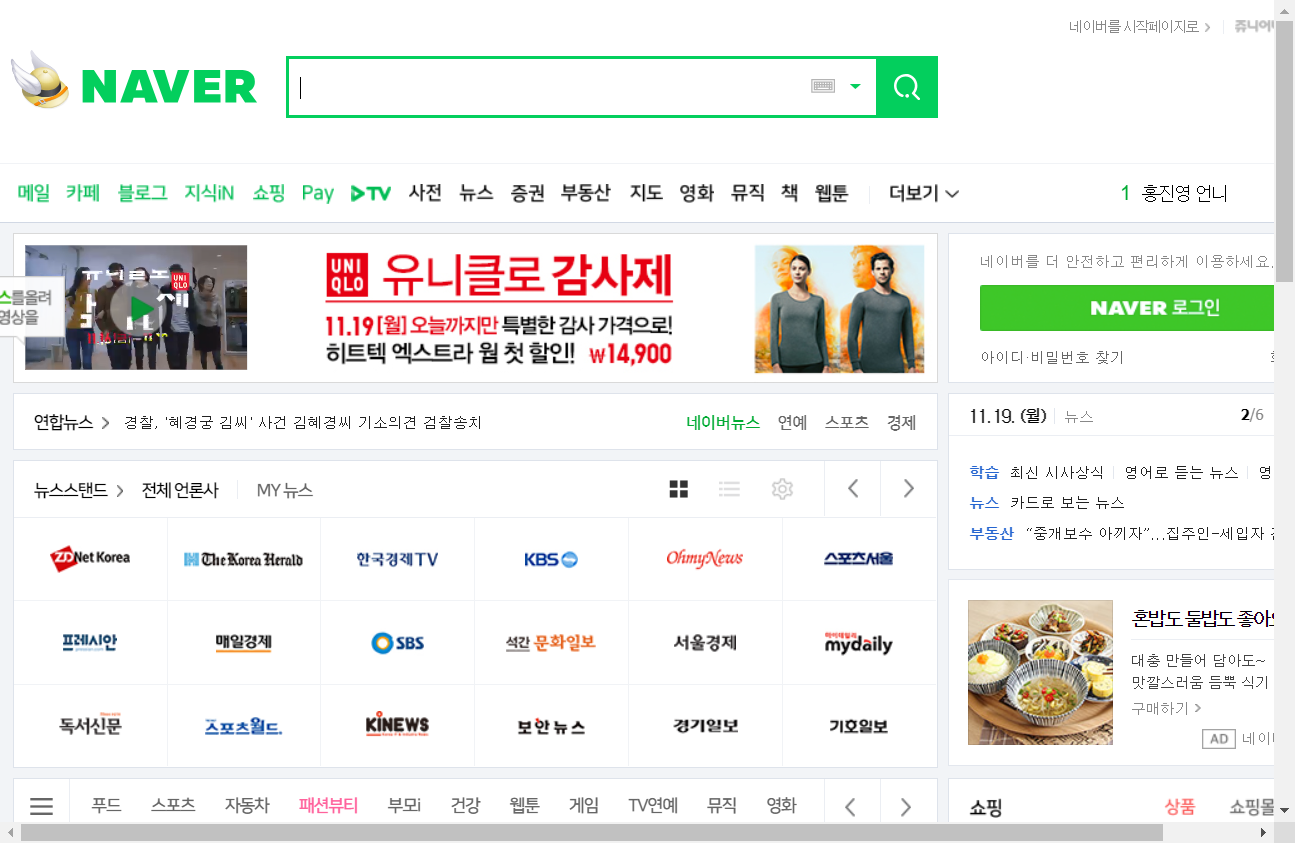 네이버를 시작페이지로
쥬니어
NAVER
메일 카페 블로그 지식iN 쇼핑 Pay TV 사전 뉴스 증권 부동산 지도 영화 뮤직 책 웹툰 더보기
1 홍진영 언니
스를올려
영상을
UNI QLO 유니클로 감사제
11.19 [월] 오늘까지만 특별한 감사 가격으로!
히트텍 엑스트라 웜 첫 할인! ₩14,900
네이버를 더 안전하고 편리하게 이용하세요.
NAVER 로그인
아이디·비밀번호 찾기
연합뉴스 경찰, '혜경궁 김씨' 사건 김혜경씨 기소의견 검찰송치
네이버뉴스 연예 스포츠 경제
11.19. (월) 뉴스 2/6
학습 최신 시사상식 영어로 듣는 뉴스 영
뉴스 카드로 보는 뉴스
부동산 “중개보수 아끼자”...집주인-세입자
뉴스스탠드 전체 언론사 MY 뉴스
ZDNet Korea The Korea Herald 한국경제TV KBS OhmyNews 스포츠서울
프레시안 매일경제 SBS 석간 문화일보 서울경제 마이데일리 mydaily
독서신문 스포츠월드 KINEWS 보안뉴스 경기일보 기호일보
혼밥도 둘밥도 좋아
대충 만들어 담아도~
맛깔스러움 듬뿍 식기
구매하기
AD 네이
푸드 스포츠 자동차 패션뷰티 부모i 건강 웹툰 게임 TV연예 뮤직 영화
쇼핑 상품 쇼핑몰